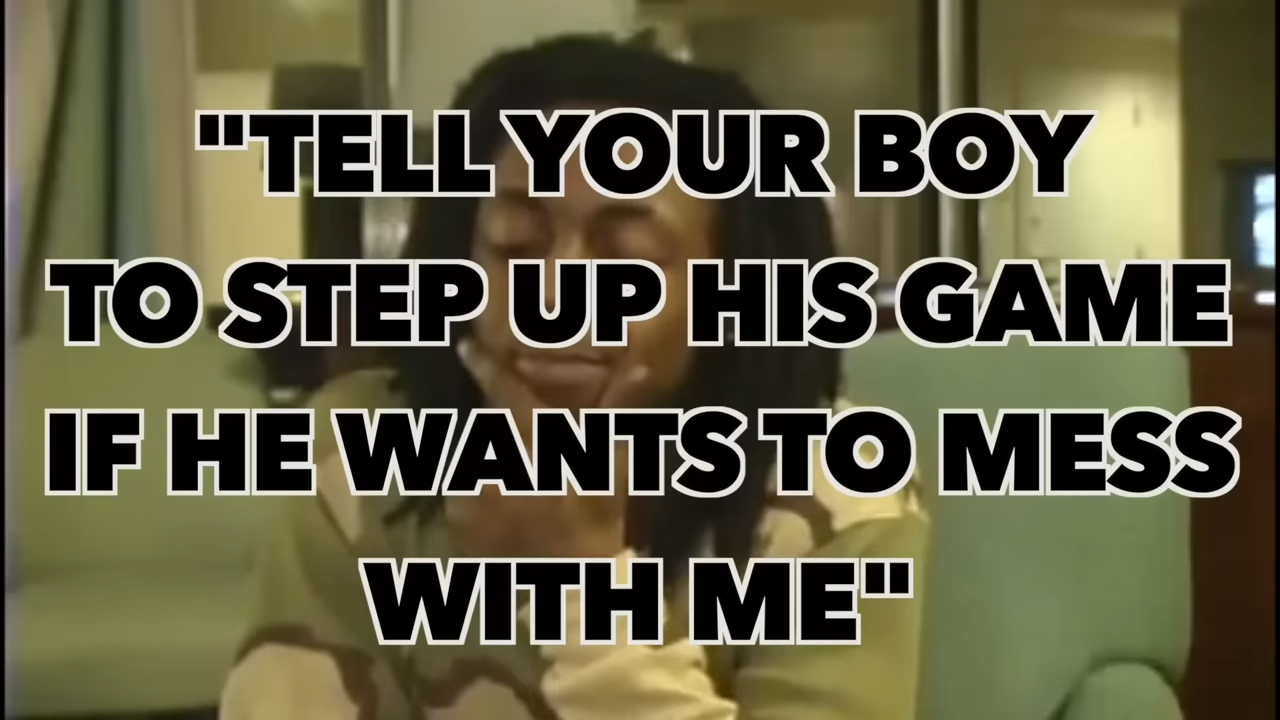 "TELL YOUR BOY
TO STEP UP HIS GAME
IF HE WANTS TO MESS
WITH ME"